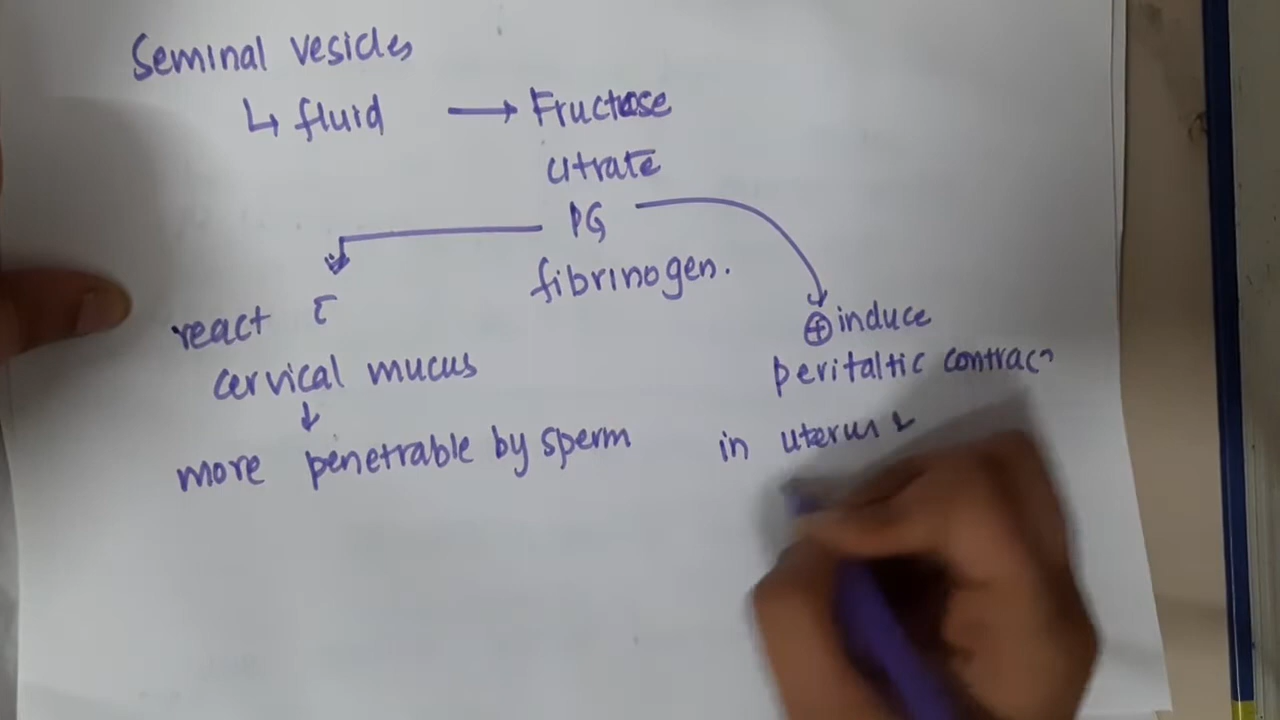 Seminal vesicles
↳ fluid → Fructose
citrate
PG
fibrinogen.
react c̄
cervical mucus
↓
more penetrable by sperm
⊕ induce
peritaltic contracn
in uterus &